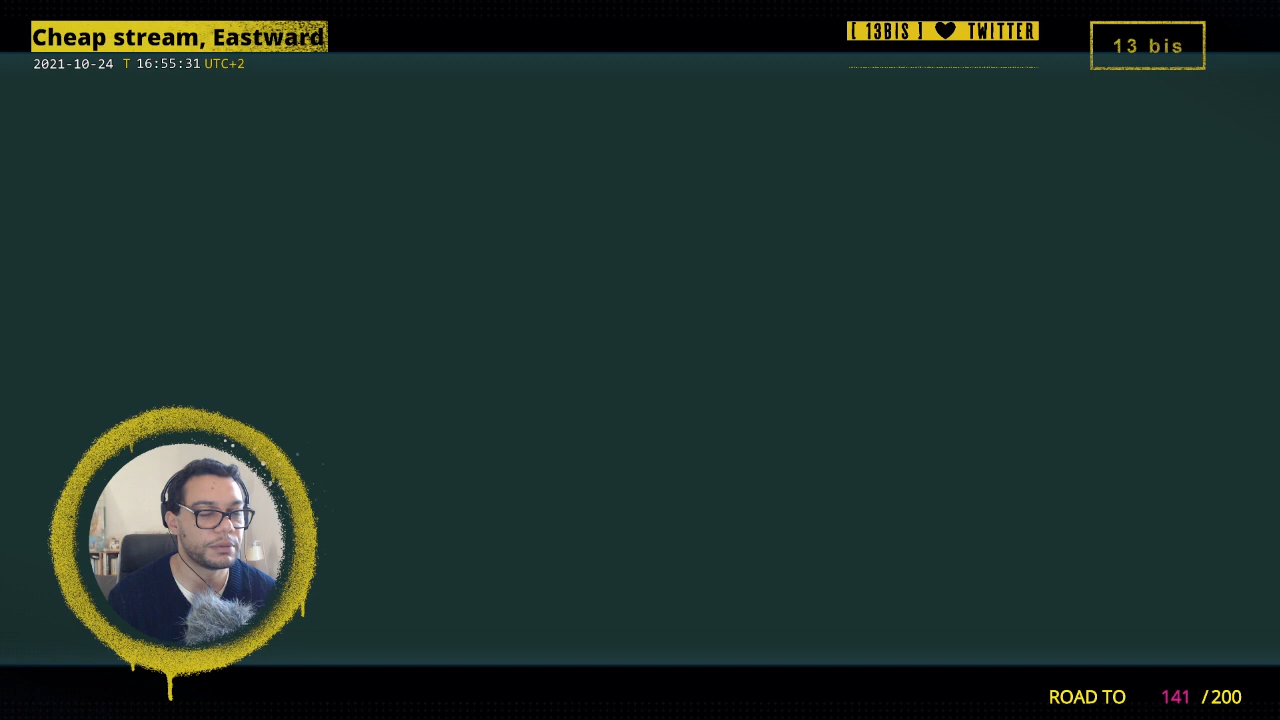 Cheap stream, Eastward
2021-10-24 T 16:55:31 UTC+2
[ 13BIS ] ♥ TWITTER
13 bis
ROAD TO 141 / 200